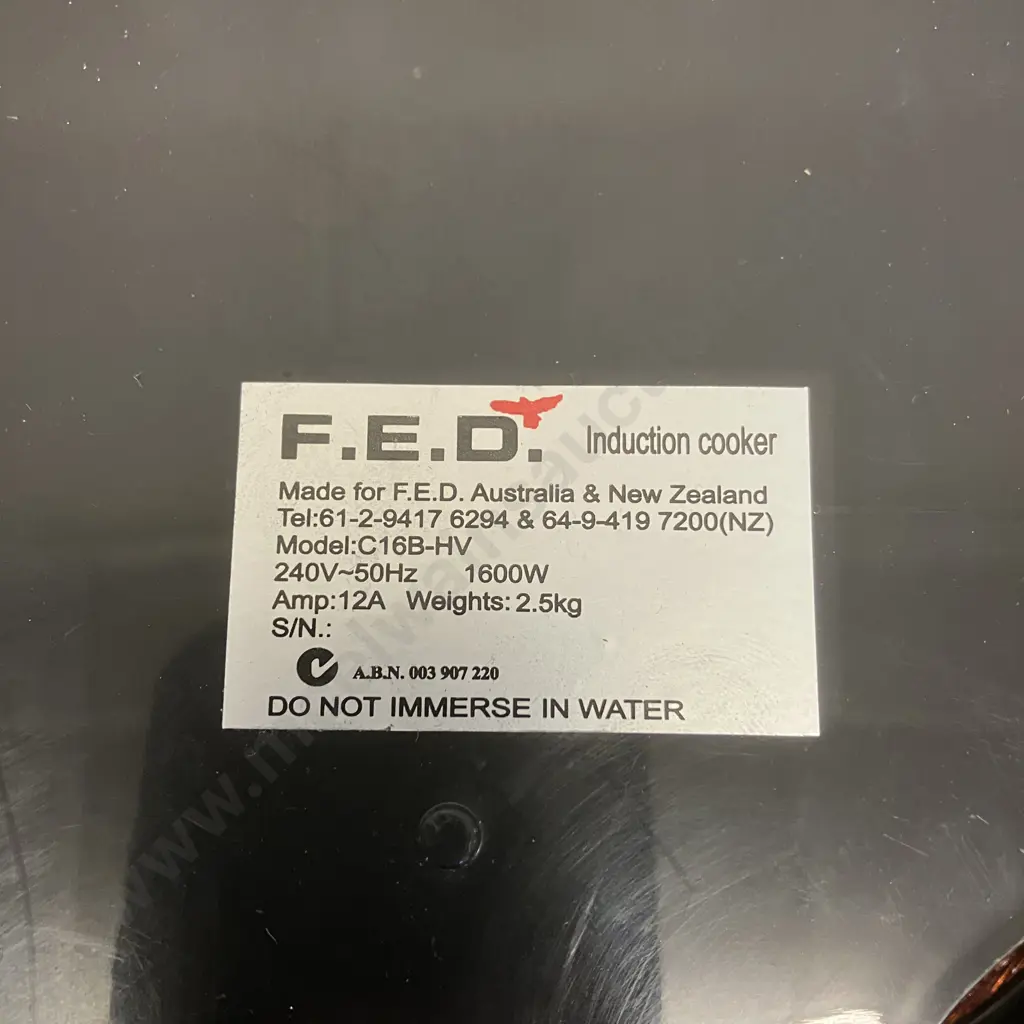 F.E.D. Induction cooker
Made for F.E.D. Australia & New Zealand
Tel:61-2-9417 6294 & 64-9-419 7200(NZ)
Model:C16B-HV
240V~50Hz 1600W
Amp:12A Weights: 2.5kg
S/N.:
A.B.N. 003 907 220
DO NOT IMMERSE IN WATER